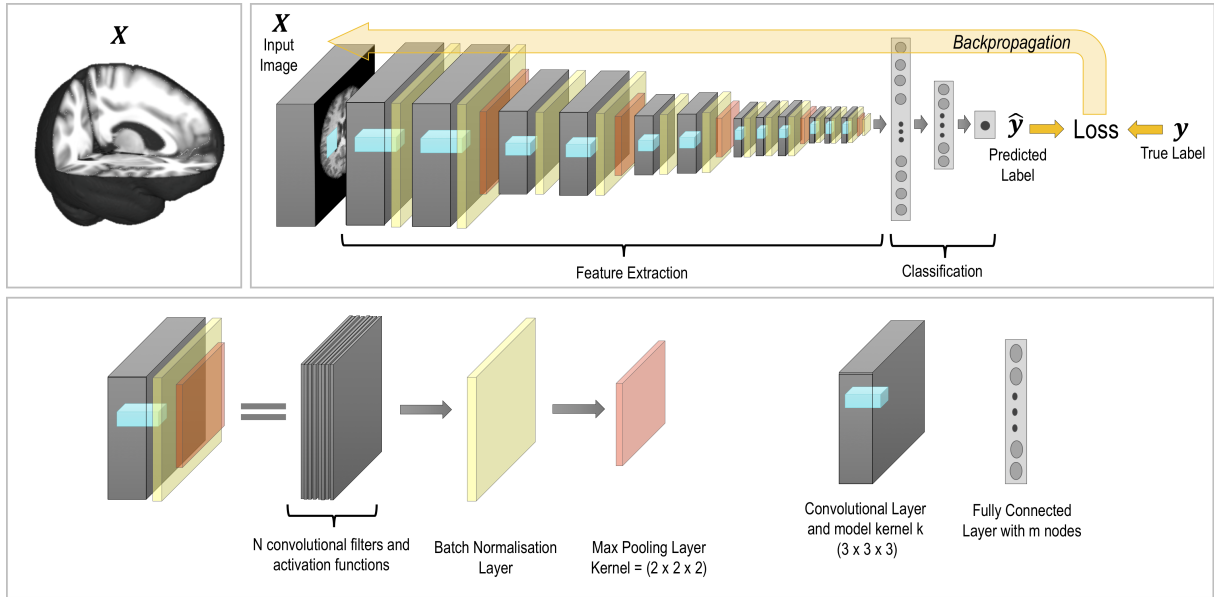 X
X
Input
Image
Backpropagation
ŷ
Predicted
Label
Loss
y
True Label
Feature Extraction
Classification
N convolutional filters and
activation functions
Batch Normalisation
Layer
Max Pooling Layer
Kernel = (2 x 2 x 2)
Convolutional Layer
and model kernel k
(3 x 3 x 3)
Fully Connected
Layer with m nodes